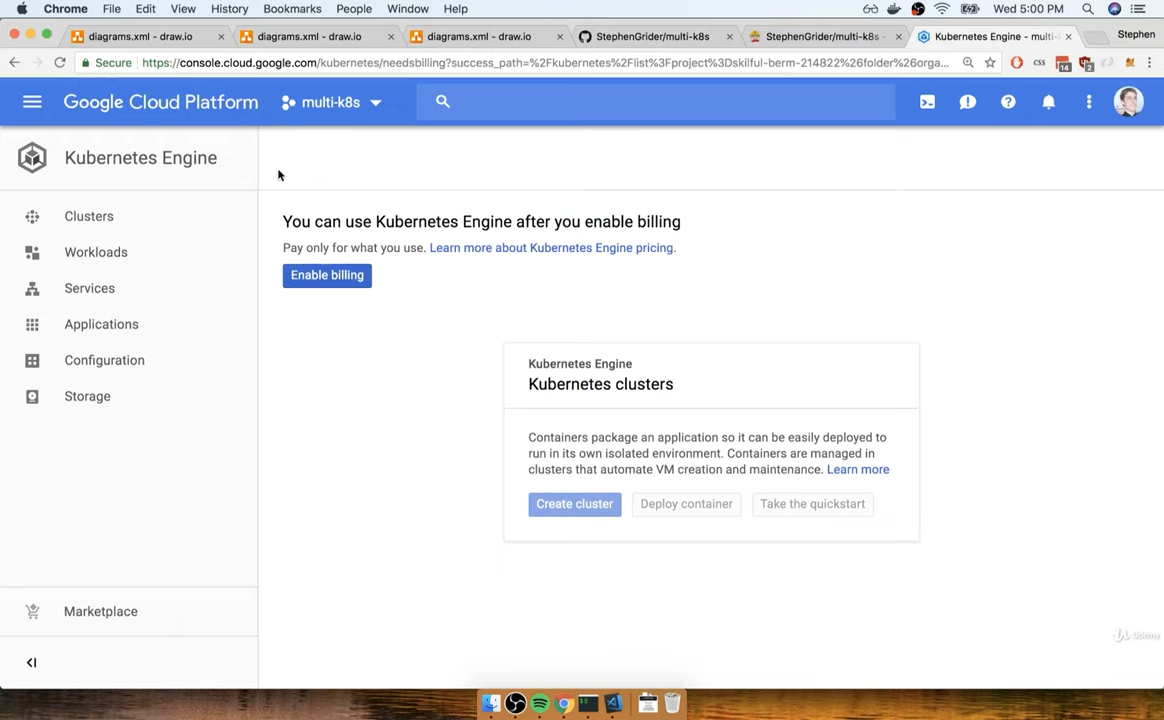 Chrome File Edit View History Bookmarks People Window Help Wed 5:00 PM
diagrams.xml - draw.io
diagrams.xml - draw.io
diagrams.xml - draw.io
StephenGrider/multi-k8s
StephenGrider/multi-k8s -
Kubernetes Engine - multi-
Stephen
Secure https://console.cloud.google.com/kubernetes/needsbilling?success_path=%2Fkubernetes%2Flist%3Fproject%3Dskilful-berm-214822%26folder%26orga...
css
14
2
Google Cloud Platform
multi-k8s
Kubernetes Engine
Clusters
Workloads
Services
Applications
Configuration
Storage
Marketplace
You can use Kubernetes Engine after you enable billing
Pay only for what you use. Learn more about Kubernetes Engine pricing.
Enable billing
Kubernetes Engine
Kubernetes clusters
Containers package an application so it can be easily deployed to
run in its own isolated environment. Containers are managed in
clusters that automate VM creation and maintenance. Learn more
Create cluster Deploy container Take the quickstart
Udemy